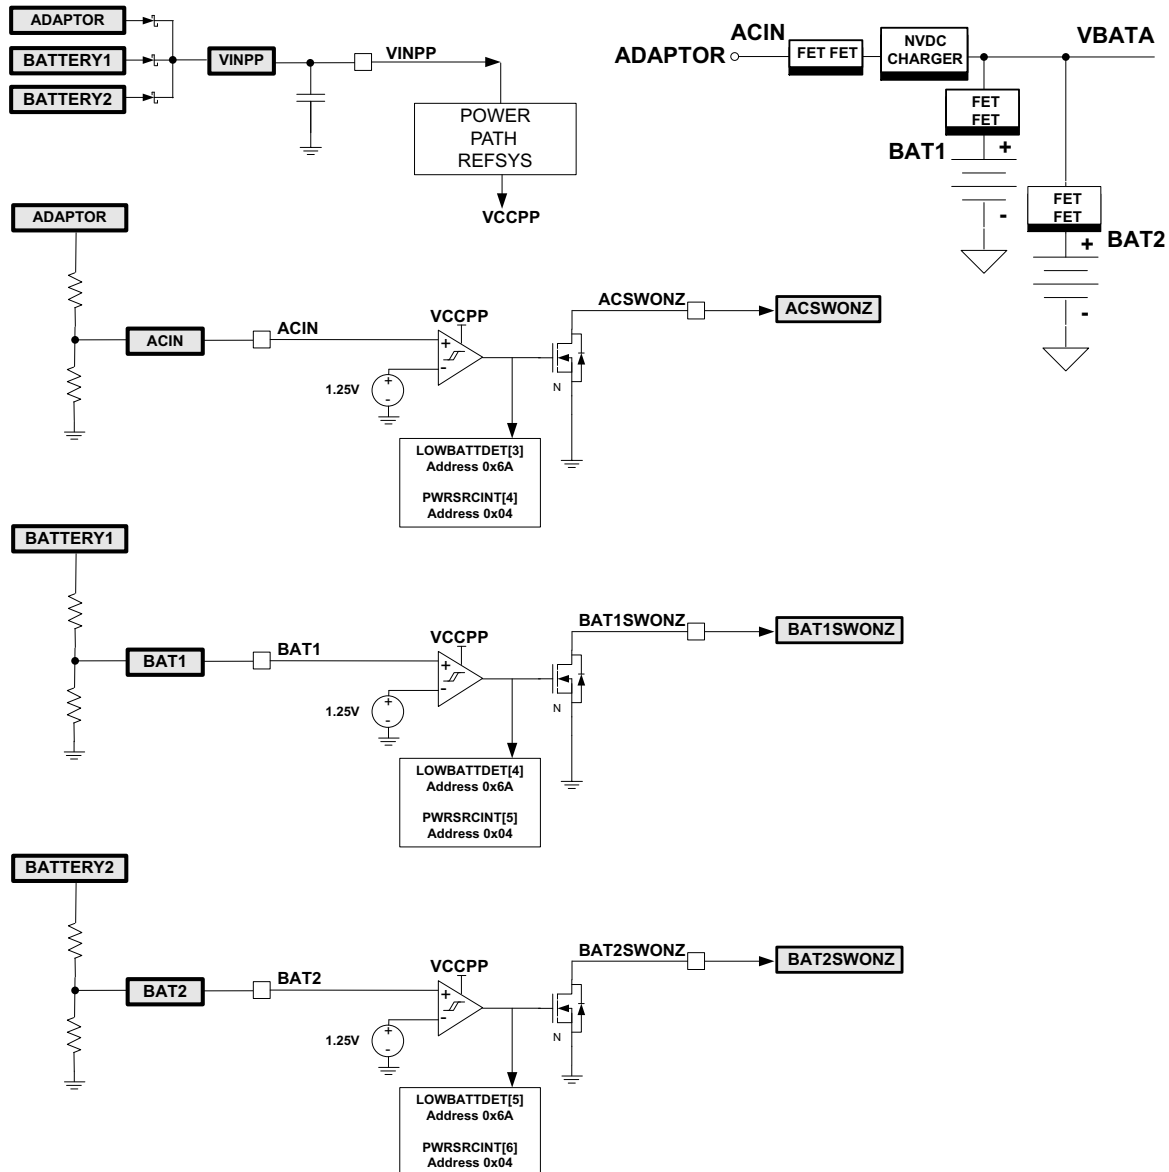 ADAPTOR
BATTERY1
BATTERY2
VINPP
VINPP
POWER
PATH
REFSYS
VCCPP
ACIN
ADAPTOR
FET FET
NVDC
CHARGER
VBATA
FET
FET
BAT1
+
-
FET
FET
BAT2
+
-
ADAPTOR
ACIN
ACIN
VCCPP
+
-
1.25V
+
-
N
ACSWONZ
ACSWONZ
LOWBATTDET[3]
Address 0x6A
PWRSRCINT[4]
Address 0x04
BATTERY1
BAT1
BAT1
VCCPP
+
-
1.25V
+
-
N
BAT1SWONZ
BAT1SWONZ
LOWBATTDET[4]
Address 0x6A
PWRSRCINT[5]
Address 0x04
BATTERY2
BAT2
BAT2
VCCPP
+
-
1.25V
+
-
N
BAT2SWONZ
BAT2SWONZ
LOWBATTDET[5]
Address 0x6A
PWRSRCINT[6]
Address 0x04